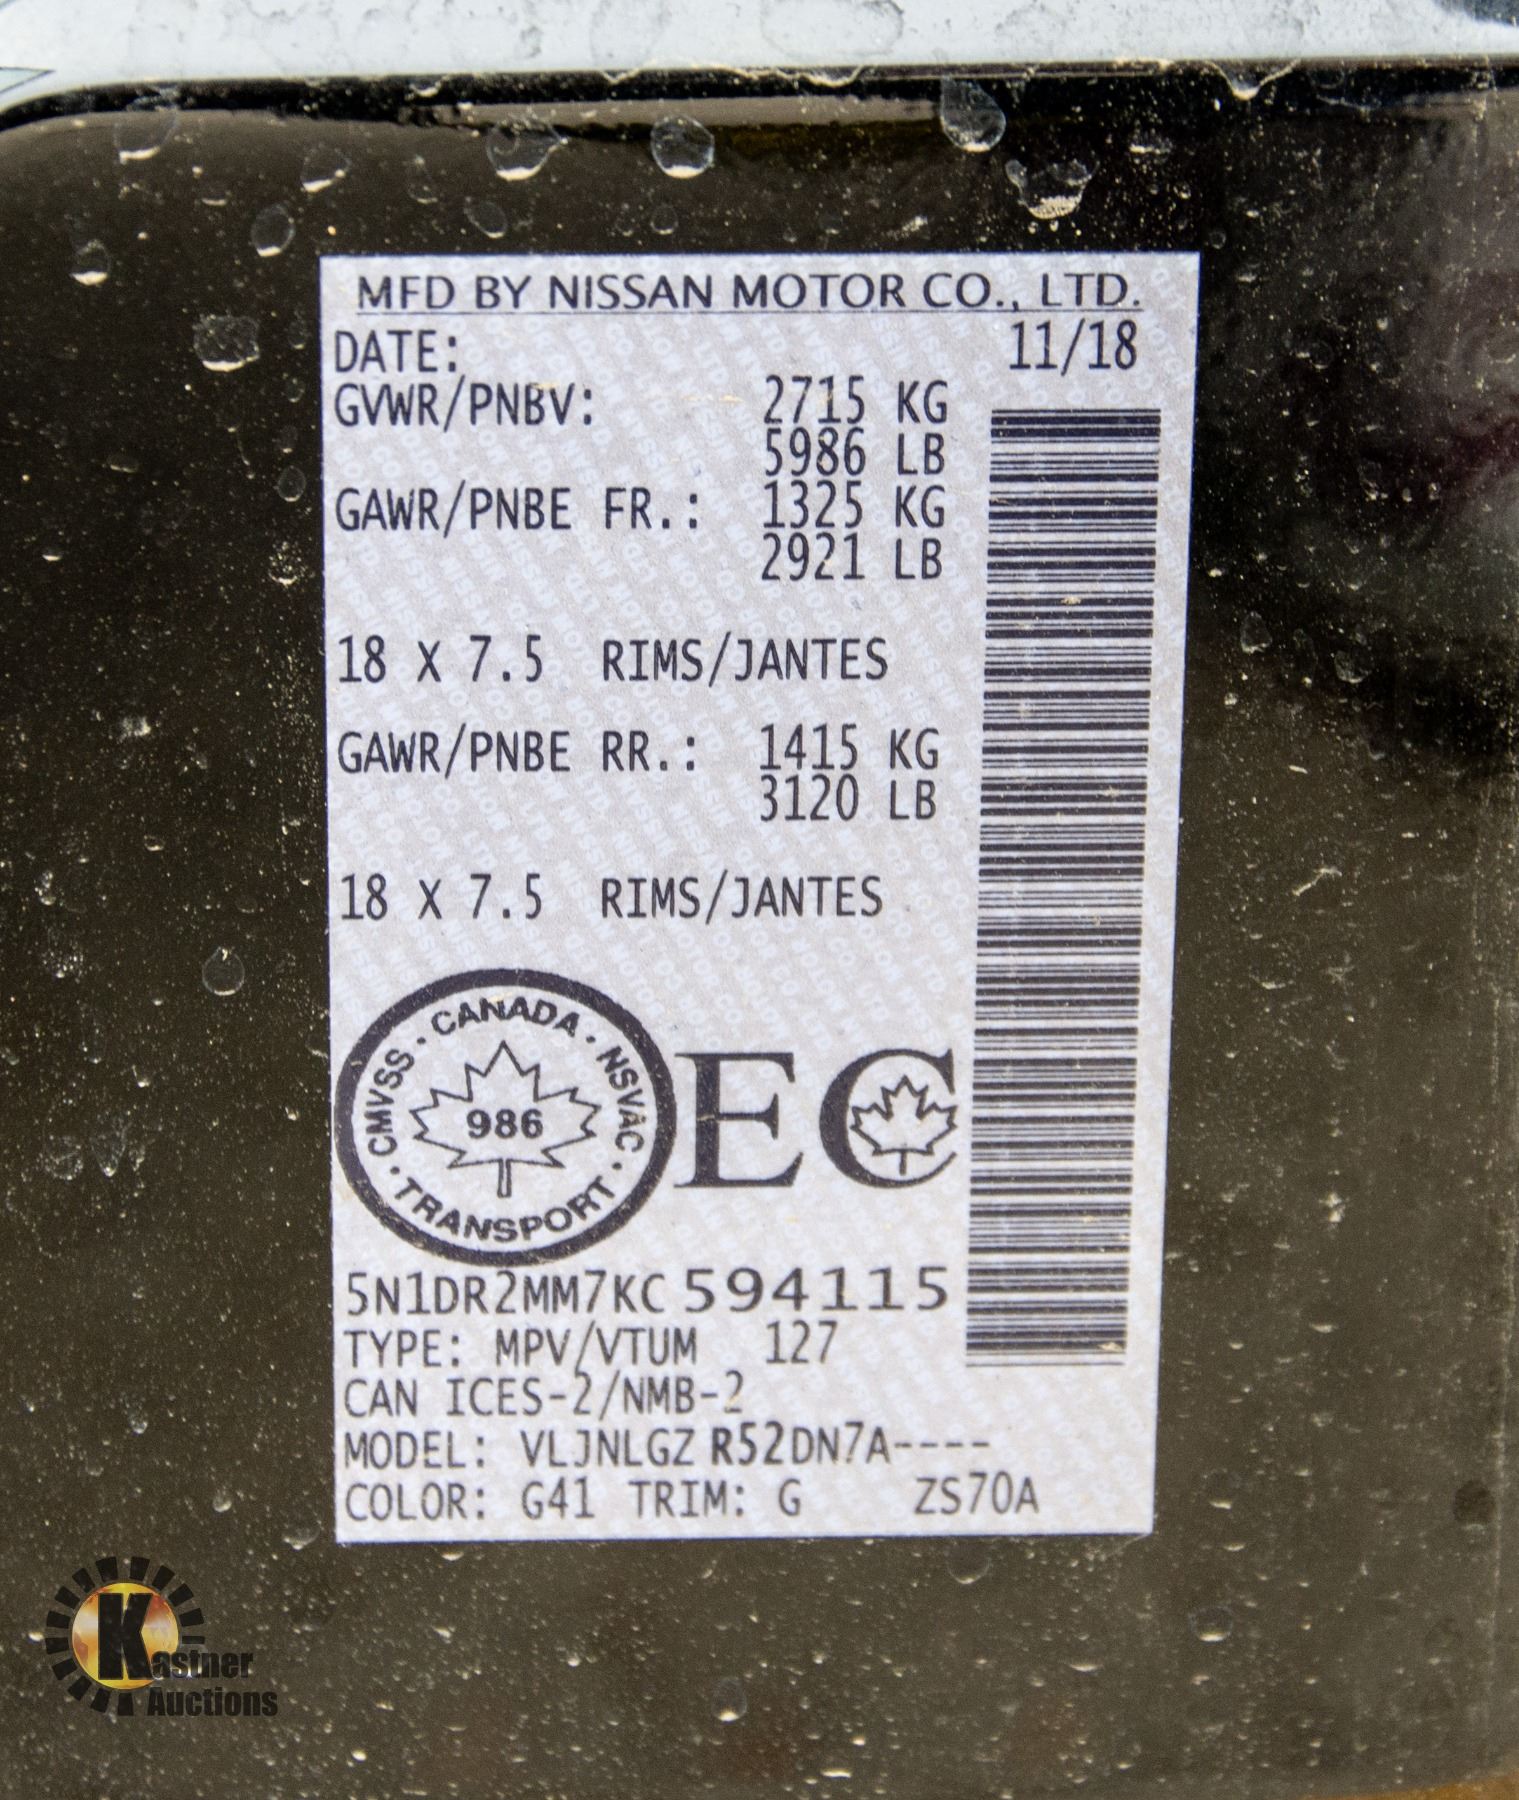 MFD BY NISSAN MOTOR CO., LTD.
DATE: 11/18
GVWR/PNBV: 2715 KG
5986 LB
GAWR/PNBE FR.: 1325 KG
2921 LB
18 X 7.5 RIMS/JANTES
GAWR/PNBE RR.: 1415 KG
3120 LB
18 X 7.5 RIMS/JANTES
CANADA · NSVAC · TRANSPORT · CMVSS ·
986
EC
5N1DR2MM7KC594115
TYPE: MPV/VTUM 127
CAN ICES-2/NMB-2
MODEL: VLJNLGZ R52DN7A----
COLOR: G41 TRIM: G ZS70A
Kastner
Auctions